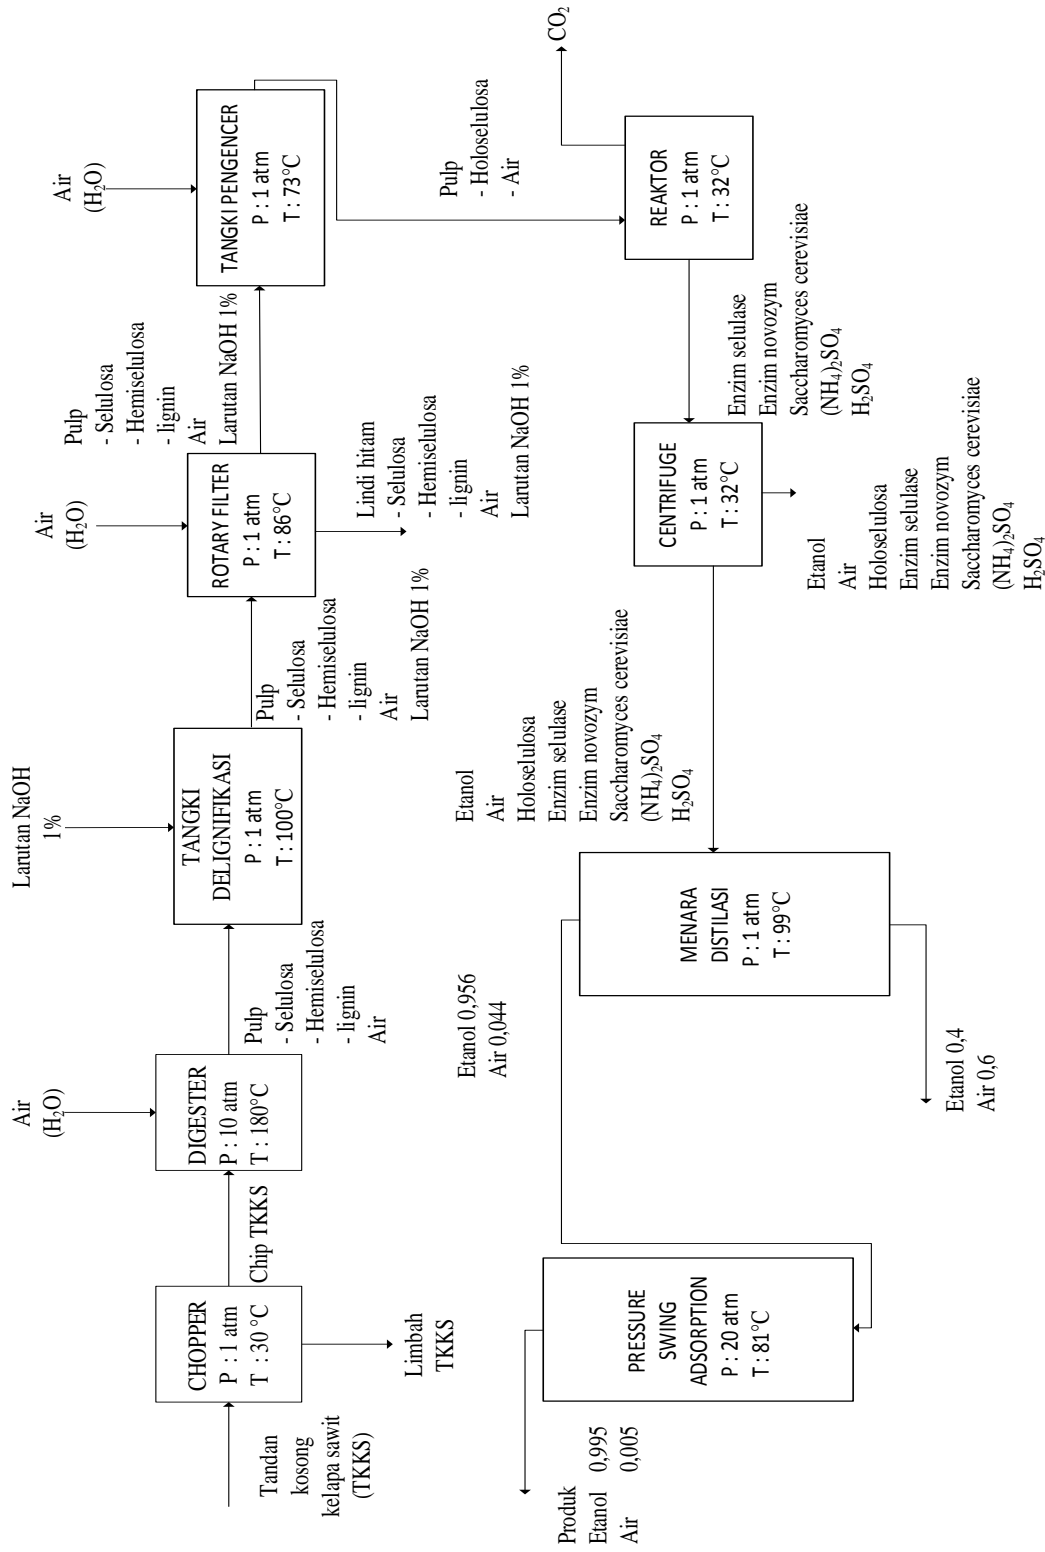 Tandan
kosong
kelapa sawit
(TKKS)
CHOPPER
P : 1 atm
T : 30 °C
Limbah
TKKS
Chip TKKS
Air
(H₂O)
DIGESTER
P : 10 atm
T : 180°C
Pulp
- Selulosa
- Hemiselulosa
- lignin
Air
Larutan NaOH
1%
TANGKI
DELIGNIFIKASI
P : 1 atm
T : 100°C
Pulp
- Selulosa
- Hemiselulosa
- lignin
Air
Larutan NaOH 1%
Air
(H₂O)
ROTARY FILTER
P : 1 atm
T : 86°C
Lindi hitam
- Selulosa
- Hemiselulosa
- lignin
Air
Larutan NaOH 1%
Pulp
- Selulosa
- Hemiselulosa
- lignin
Air
Larutan NaOH 1%
Air
(H₂O)
TANGKI PENGENCER
P : 1 atm
T : 73°C
Pulp
- Holoselulosa
- Air
CO₂
REAKTOR
P : 1 atm
T : 32°C
Enzim selulase
Enzim novozym
Saccharomyces cerevisiae
(NH₄)₂SO₄
H₂SO₄
CENTRIFUGE
P : 1 atm
T : 32°C
Etanol
Air
Holoselulosa
Enzim selulase
Enzim novozym
Saccharomyces cerevisiae
(NH₄)₂SO₄
H₂SO₄
Etanol
Air
Holoselulosa
Enzim selulase
Enzim novozym
Saccharomyces cerevisiae
(NH₄)₂SO₄
H₂SO₄
MENARA
DISTILASI
P : 1 atm
T : 99°C
Etanol 0,956
Air 0,044
Etanol 0,4
Air 0,6
PRESSURE
SWING
ADSORPTION
P : 20 atm
T : 81°C
Produk
Etanol 0,995
Air 0,005